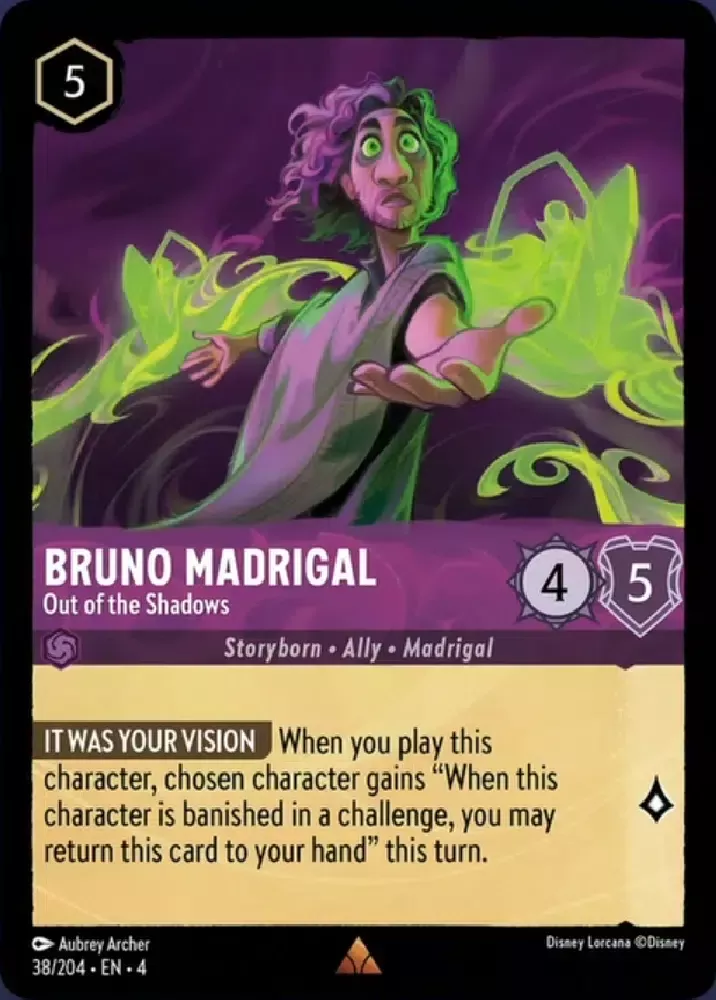 5
BRUNO MADRIGAL
Out of the Shadows
4
5
Storyborn • Ally • Madrigal
IT WAS YOUR VISION When you play this
character, chosen character gains “When this
character is banished in a challenge, you may
return this card to your hand” this turn.
Aubrey Archer
Disney Lorcana ©Disney
38/204 • EN • 4